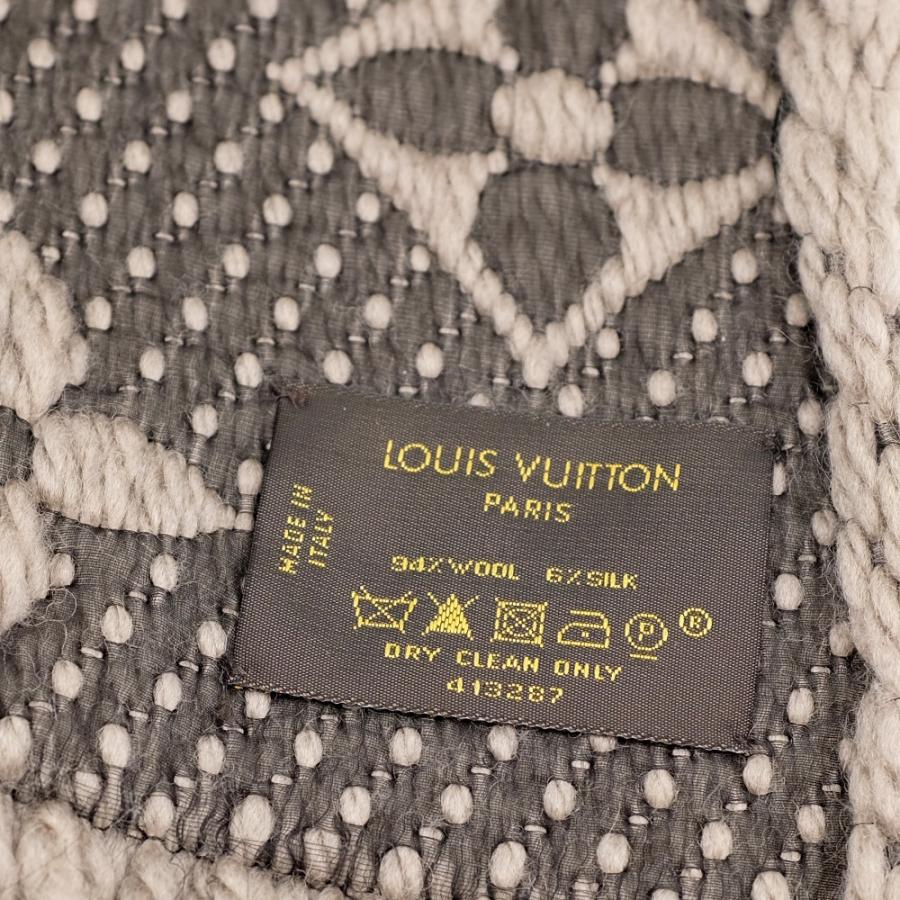 LOUIS VUITTON
PARIS
MADE IN
ITALY
94% WOOL 6% SILK
P ®
DRY CLEAN ONLY
413287